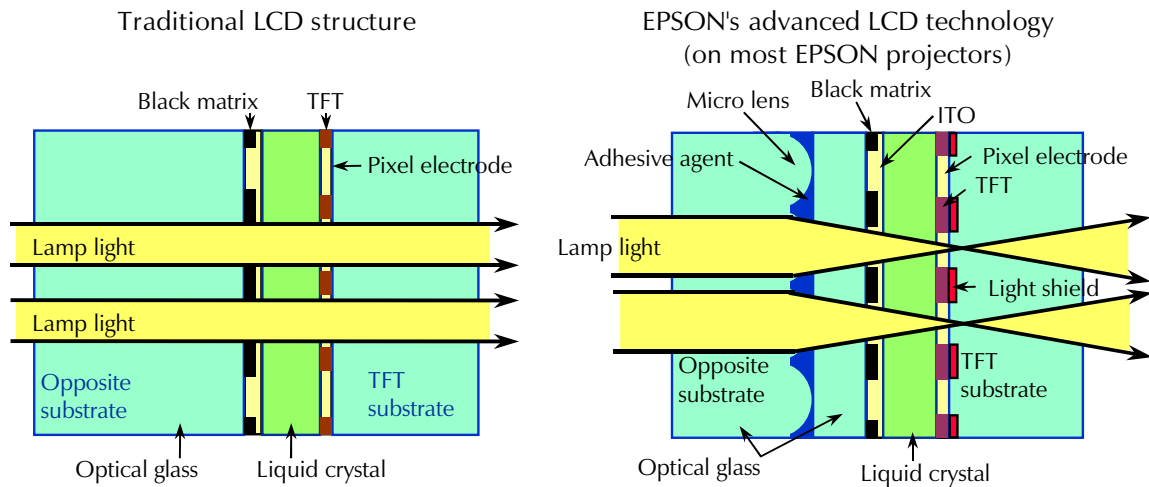 Traditional LCD structure
Black matrix
TFT
Pixel electrode
Lamp light
Lamp light
Opposite
substrate
TFT
substrate
Optical glass
Liquid crystal
EPSON's advanced LCD technology
(on most EPSON projectors)
Black matrix
Micro lens
ITO
Adhesive agent
Pixel electrode
TFT
Lamp light
Light shield
Opposite
substrate
TFT
substrate
Optical glass
Liquid crystal